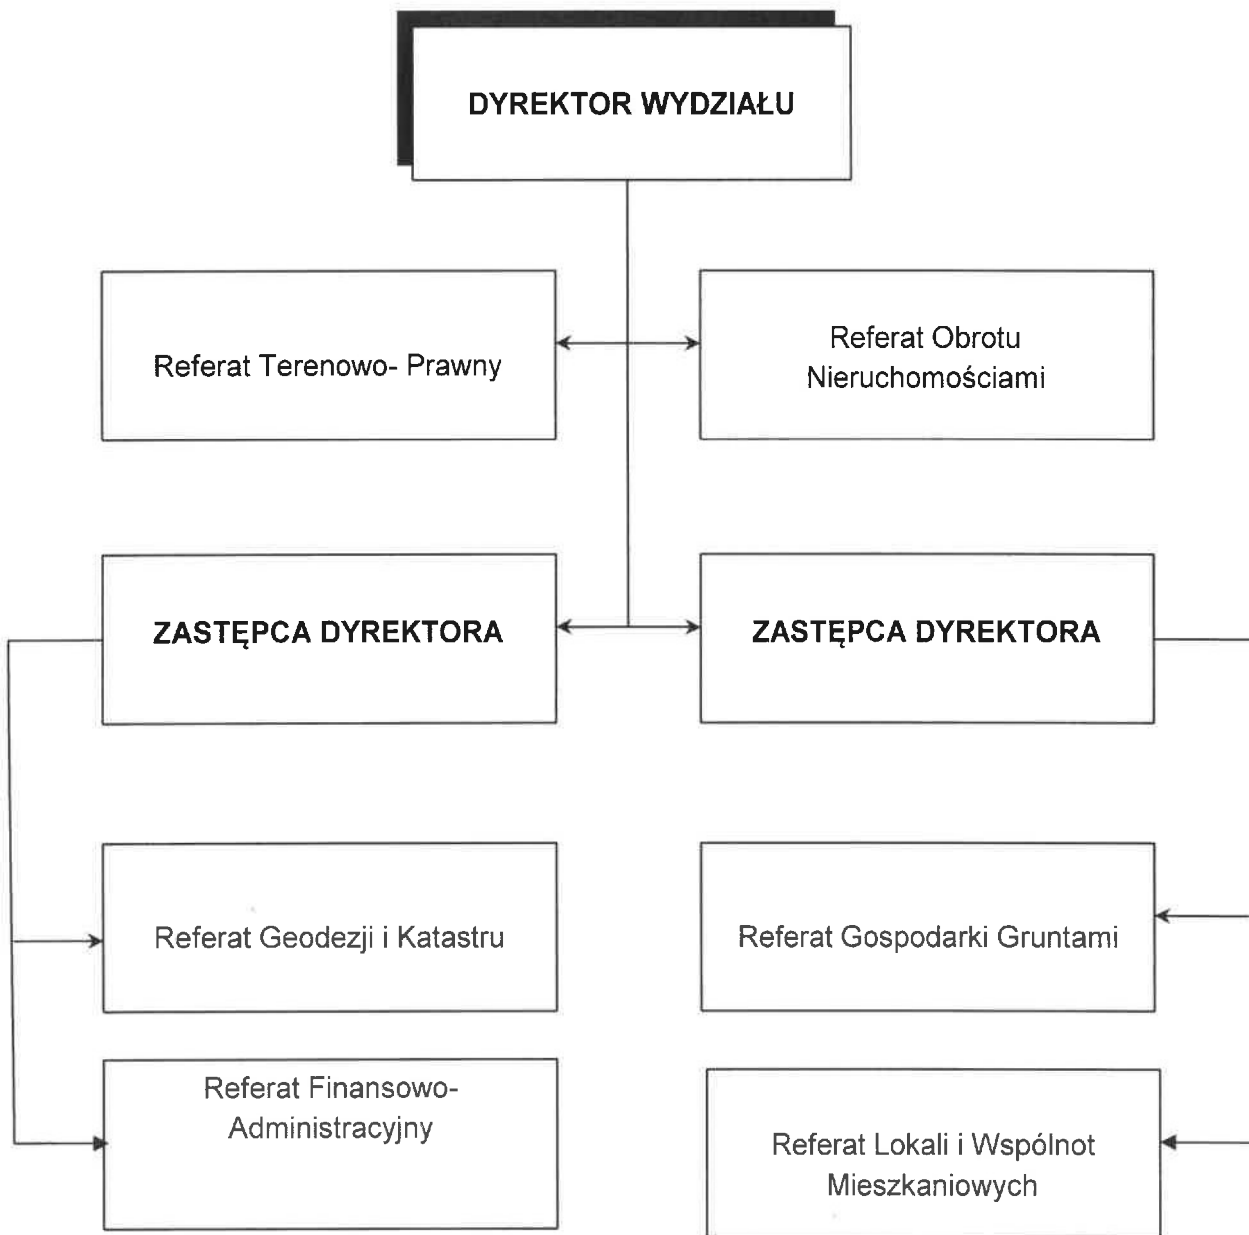 DYREKTOR WYDZIAŁU
Referat Terenowo- Prawny
Referat Obrotu
Nieruchomościami
ZASTĘPCA DYREKTORA
ZASTĘPCA DYREKTORA
Referat Geodezji i Katastru
Referat Gospodarki Gruntami
Referat Finansowo-
Administracyjny
Referat Lokali i Wspólnot
Mieszkaniowych